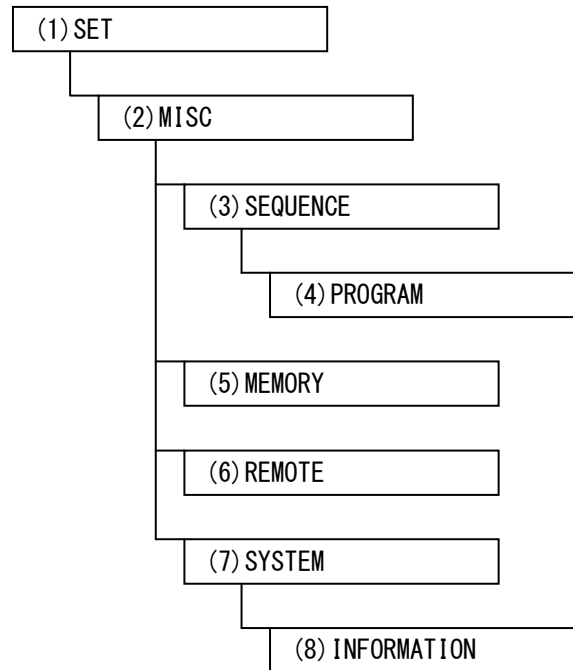 (1)SET
(2)MISC
(3)SEQUENCE
(4)PROGRAM
(5)MEMORY
(6)REMOTE
(7)SYSTEM
(8)INFORMATION